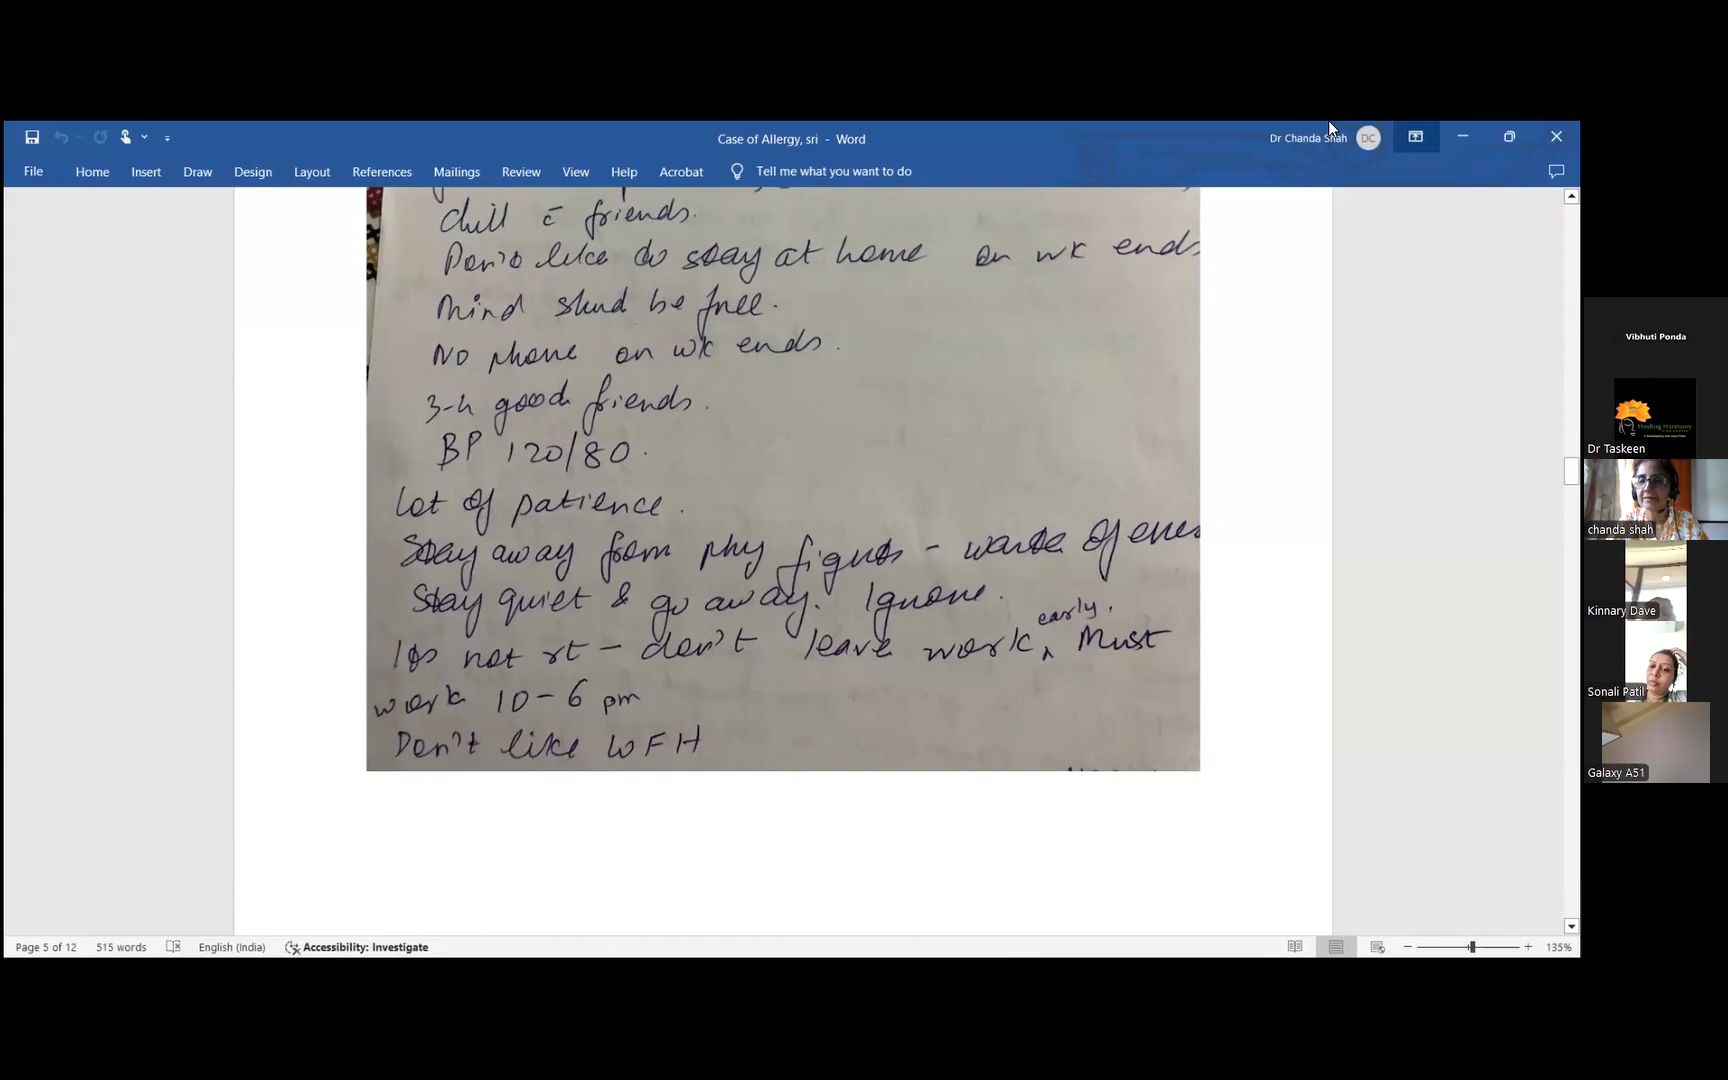 Case of Allergy, sri - Word
Dr Chanda Shah
DC
File Home Insert Draw Design Layout References Mailings Review View Help Acrobat Tell me what you want to do
chill c̄ friends.
Don't like to stay at home on wk ends
Mind shud be free.
No phone on wk ends.
3-4 good friends.
BP 120/80.
Lot of patience.
Stay away from phy fights - waste of ener
Stay quiet & go away. Ignore.
Its not rt - don't leave work early. Must
work 10-6 pm
Don't like WFH
Page 5 of 12 515 words English (India) Accessibility: Investigate
135%
Vibhuti Ponda
Healing Harmony
Dr Taskeen
chanda shah
Kinnary Dave
Sonali Patil
Galaxy A51